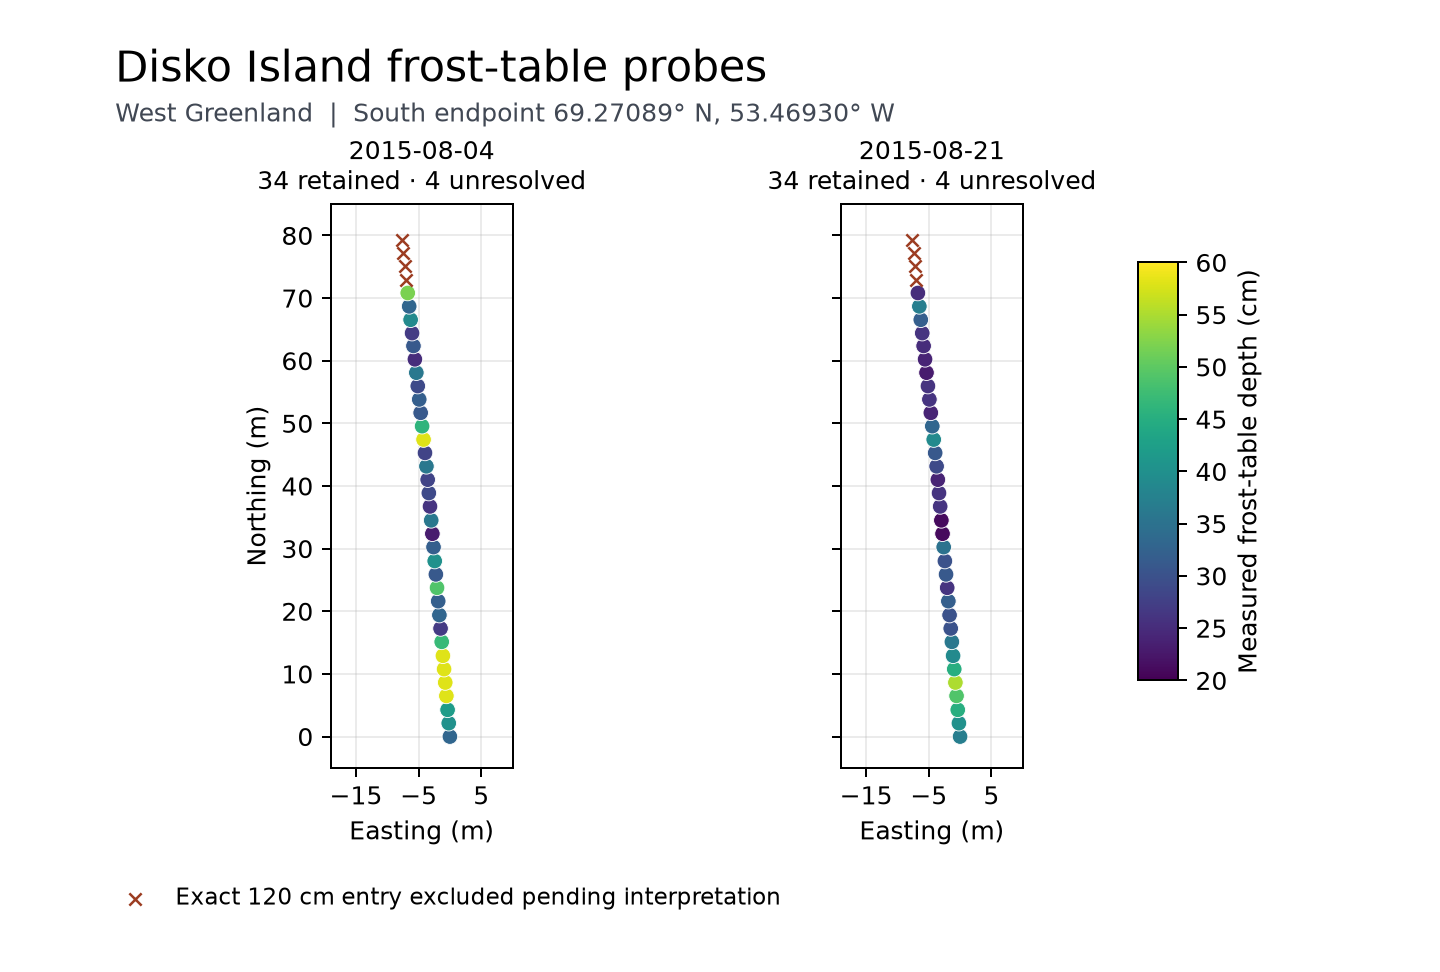 Disko Island frost-table probes
West Greenland | South endpoint 69.27089° N, 53.46930° W
2015-08-04
34 retained · 4 unresolved
2015-08-21
34 retained · 4 unresolved
80
70
60
50
40
30
20
10
0
Northing (m)
−15 −5 5
Easting (m)
−15 −5 5
Easting (m)
60
55
50
45
40
35
30
25
20
Measured frost-table depth (cm)
Exact 120 cm entry excluded pending interpretation